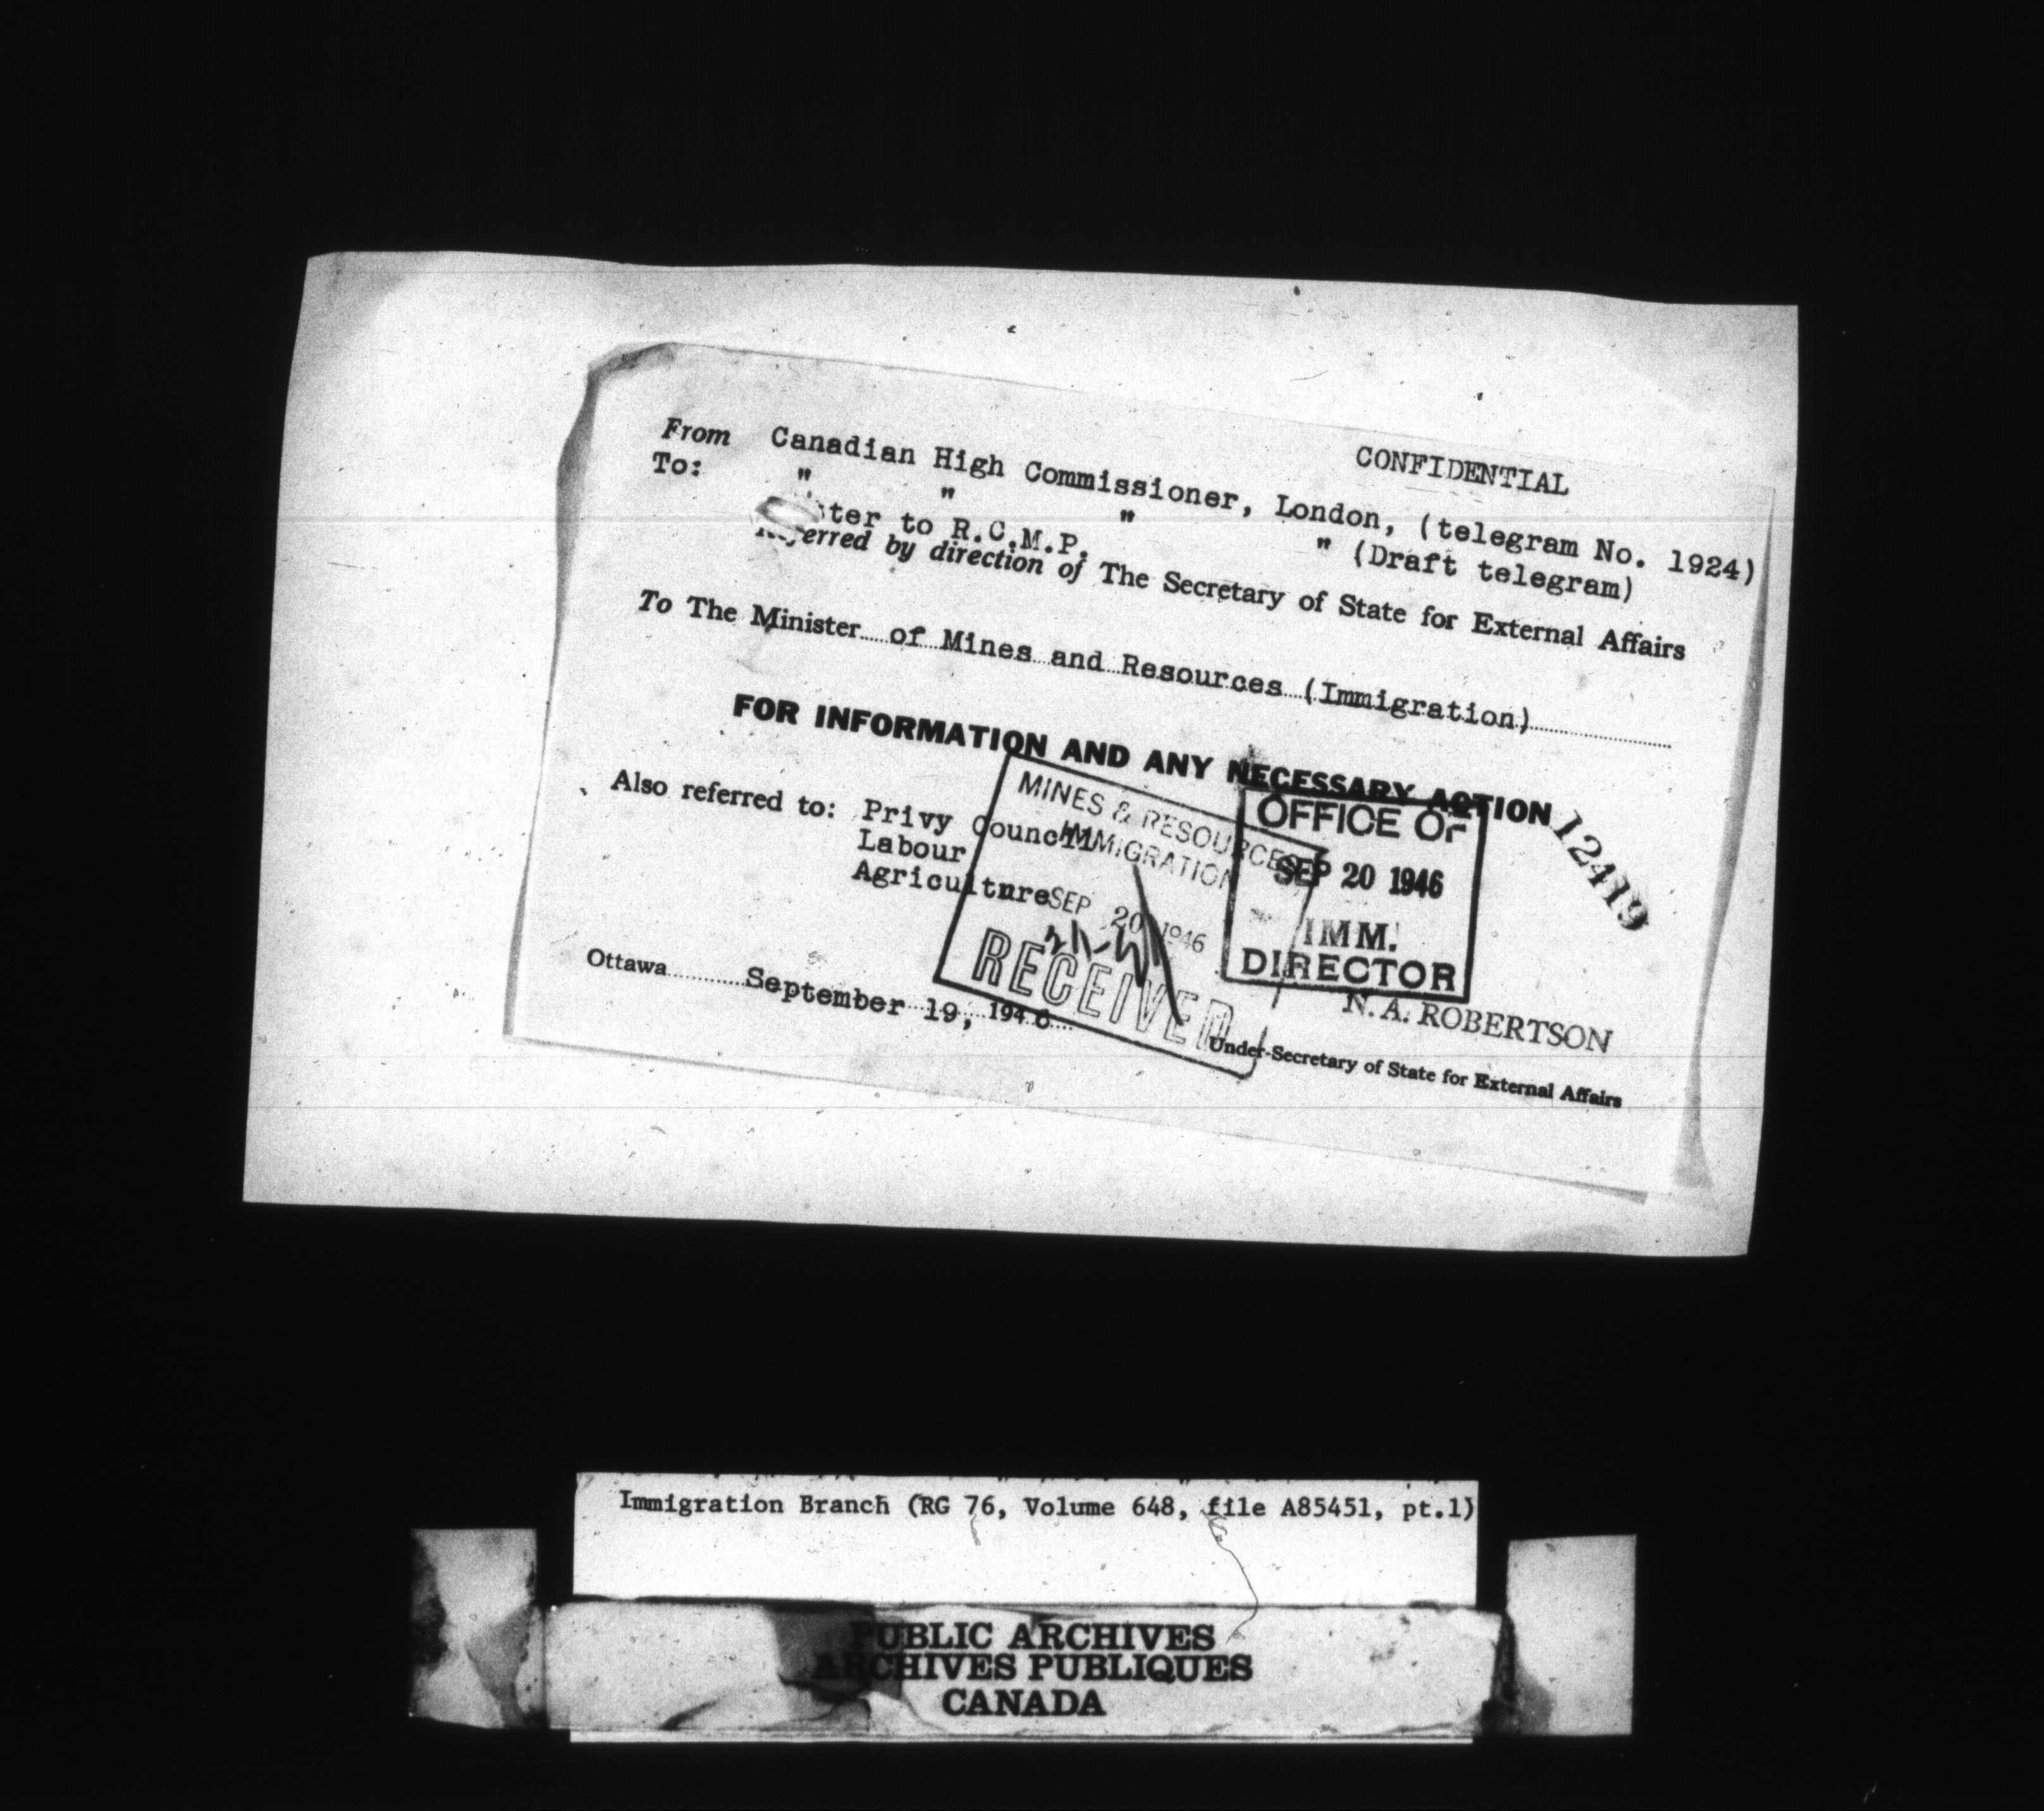 CONFIDENTIAL
From Canadian High Commissioner, London, (telegram No. 1924)
To: " " " " (Draft telegram)
ter to R.C.M.P.
Referred by direction of The Secretary of State for External Affairs
To The Minister of Mines and Resources (Immigration)
FOR INFORMATION AND ANY NECESSARY ACTION
12419
Also referred to: Privy Council
Labour
Agriculture
MINES & RESOURCES
IMMIGRATION
SEP 20 1946
RECEIVED
OFFICE OF
SEP 20 1946
IMM.
DIRECTOR
Ottawa September 19, 1946
N. A. ROBERTSON
Under-Secretary of State for External Affairs
Immigration Branch (RG 76, Volume 648, file A85451, pt.1)
PUBLIC ARCHIVES
ARCHIVES PUBLIQUES
CANADA